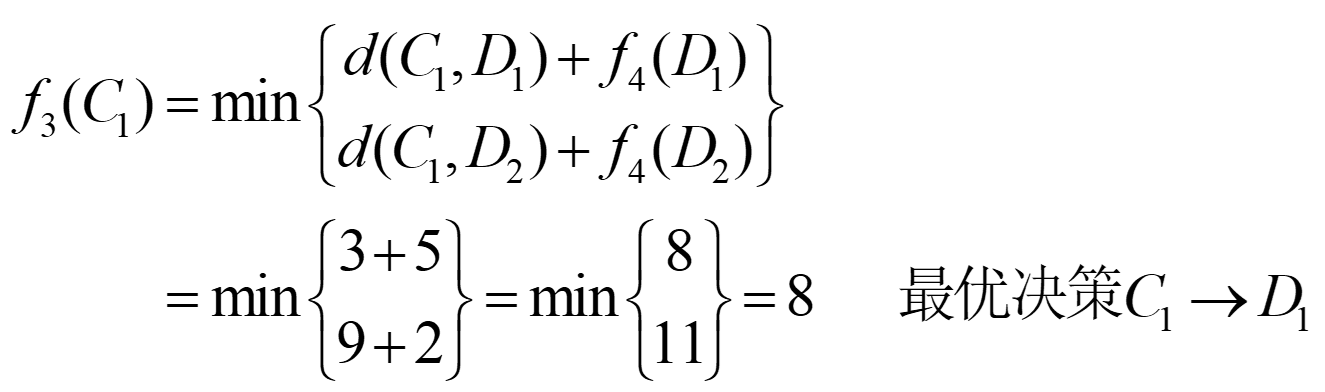 f₃(C₁) = min { d(C₁, D₁) + f₄(D₁)
d(C₁, D₂) + f₄(D₂) }
= min { 3+5
9+2 } = min { 8
11 } = 8 最优决策C₁ → D₁